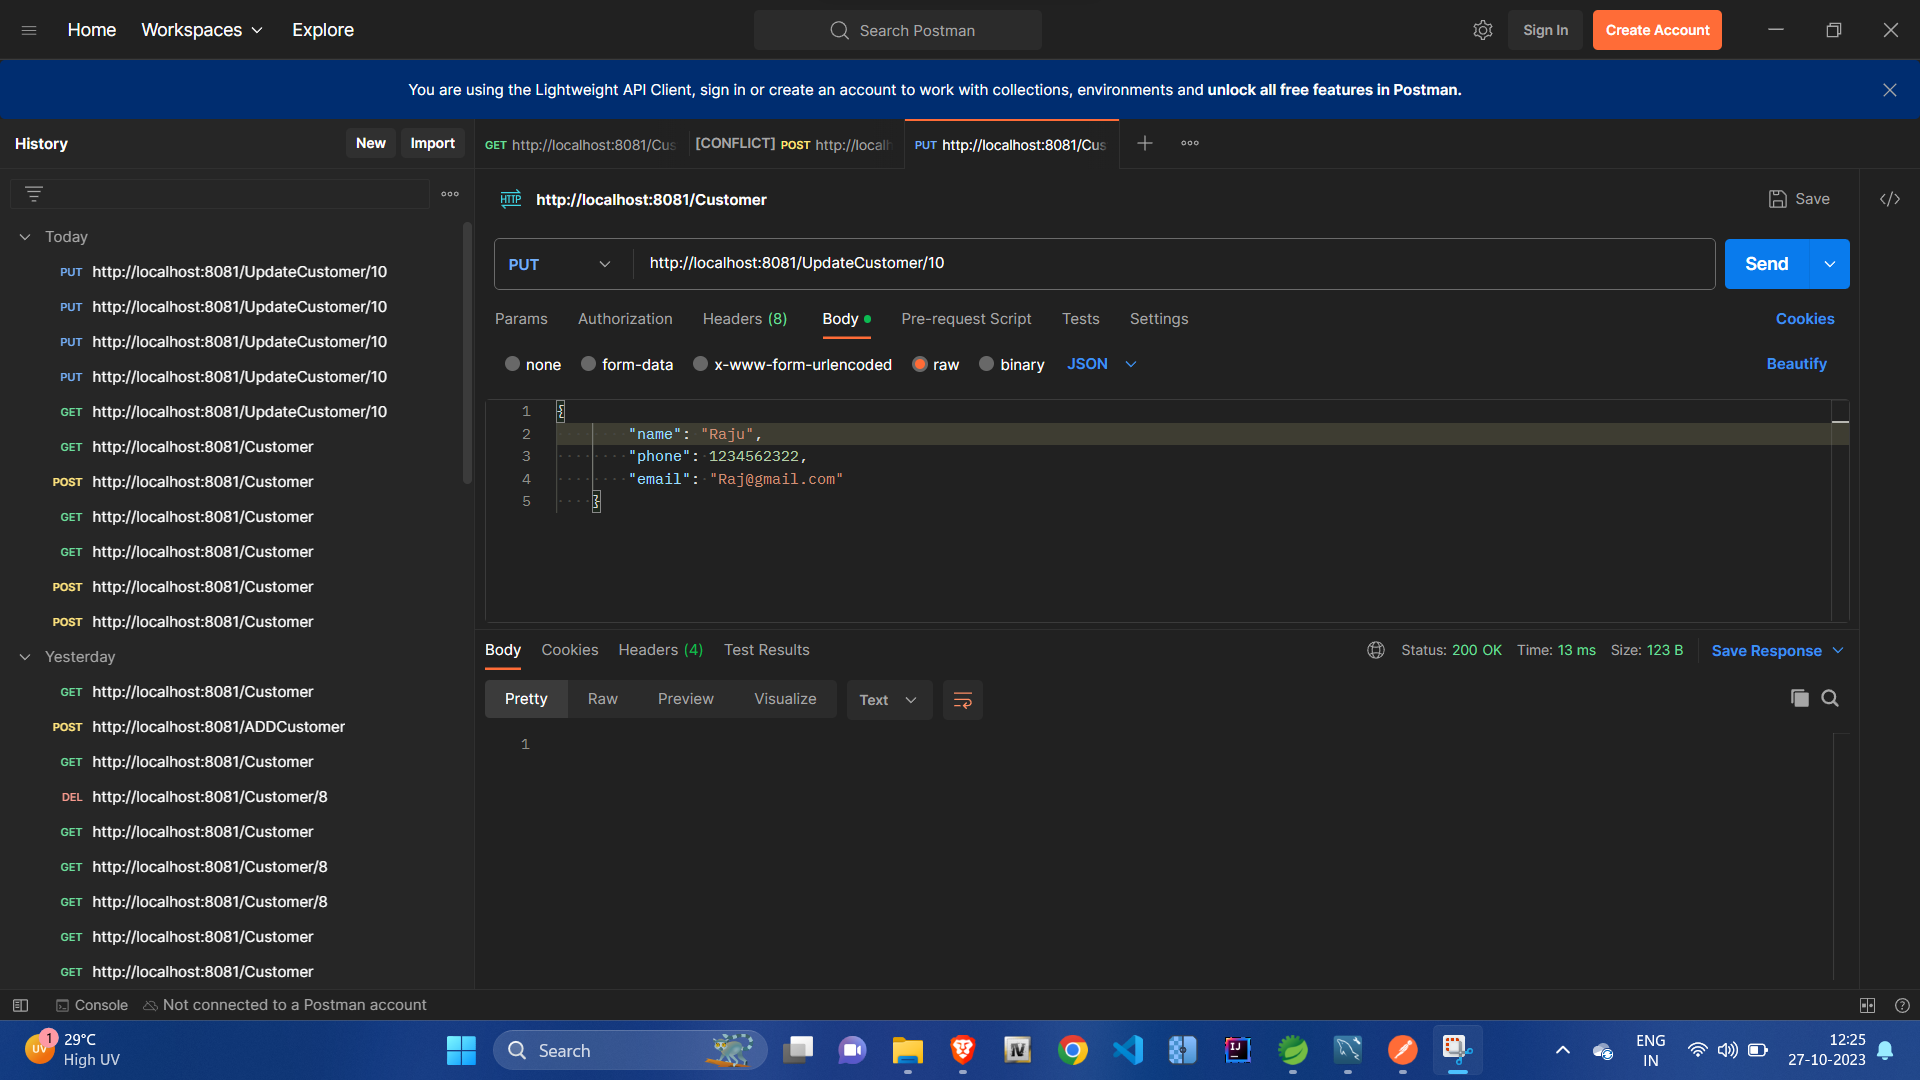 Home Workspaces Explore Search Postman Sign In Create Account
You are using the Lightweight API Client, sign in or create an account to work with collections, environments and unlock all free features in Postman.
History New Import
GET http://localhost:8081/Cus [CONFLICT] POST http://localh PUT http://localhost:8081/Cus
HTTP http://localhost:8081/Customer Save
Today
PUT http://localhost:8081/UpdateCustomer/10
PUT http://localhost:8081/UpdateCustomer/10
PUT http://localhost:8081/UpdateCustomer/10
PUT http://localhost:8081/UpdateCustomer/10
GET http://localhost:8081/UpdateCustomer/10
GET http://localhost:8081/Customer
POST http://localhost:8081/Customer
GET http://localhost:8081/Customer
GET http://localhost:8081/Customer
POST http://localhost:8081/Customer
POST http://localhost:8081/Customer
Yesterday
GET http://localhost:8081/Customer
POST http://localhost:8081/ADDCustomer
GET http://localhost:8081/Customer
DEL http://localhost:8081/Customer/8
GET http://localhost:8081/Customer
GET http://localhost:8081/Customer/8
GET http://localhost:8081/Customer/8
GET http://localhost:8081/Customer
GET http://localhost:8081/Customer
PUT http://localhost:8081/UpdateCustomer/10 Send
Params Authorization Headers (8) Body Pre-request Script Tests Settings Cookies
none form-data x-www-form-urlencoded raw binary JSON Beautify
1 {
2 "name": "Raju",
3 "phone": 1234562322,
4 "email": "Raj@gmail.com"
5 }
Body Cookies Headers (4) Test Results Status: 200 OK Time: 13 ms Size: 123 B Save Response
Pretty Raw Preview Visualize Text
1
Console Not connected to a Postman account
UV 1 29°C
High UV
Search
IJ
ENG
IN
12:25
27-10-2023